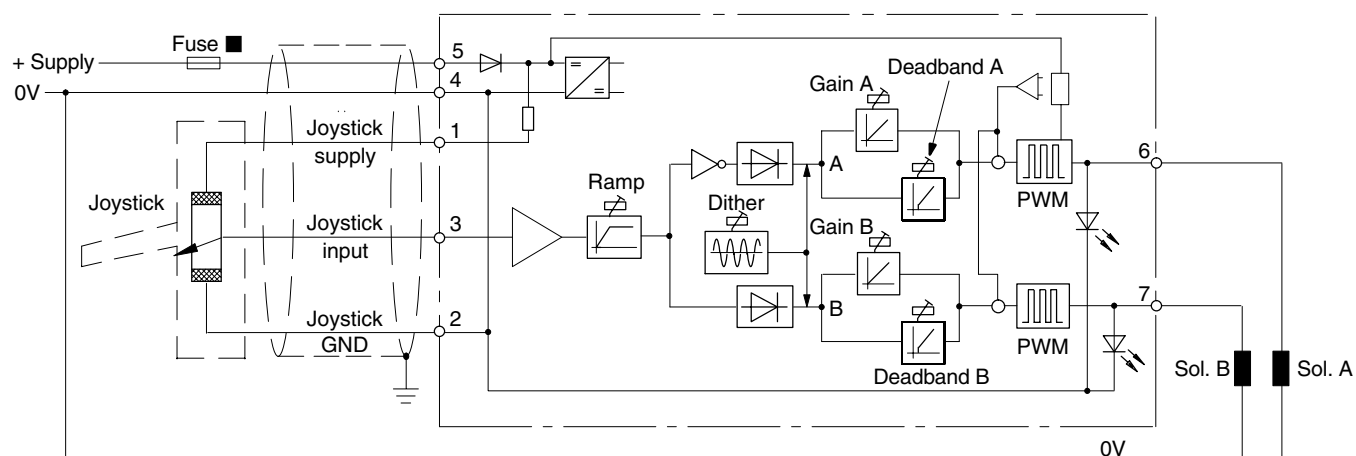 Fuse
+ Supply
5
0V
4
Joystick
supply
1
Joystick
Joystick
input
3
Joystick
GND
2
Ramp
Dither
Gain A
Deadband A
A
Gain B
B
Deadband B
PWM
PWM
6
7
Sol. B
Sol. A
0V